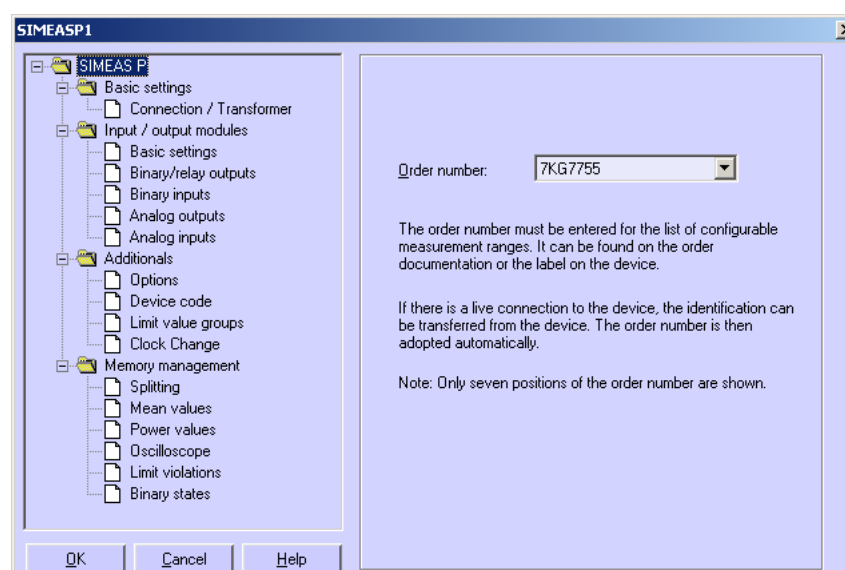 SIMEASP1
SIMEAS P
Basic settings
Connection / Transformer
Input / output modules
Basic settings
Binary/relay outputs
Binary inputs
Analog outputs
Analog inputs
Additionals
Options
Device code
Limit value groups
Clock Change
Memory management
Splitting
Mean values
Power values
Oscilloscope
Limit violations
Binary states
OK
Cancel
Help
Order number:
7KG7755
The order number must be entered for the list of configurable
measurement ranges. It can be found on the order
documentation or the label on the device.
If there is a live connection to the device, the identification can
be transferred from the device. The order number is then
adopted automatically.
Note: Only seven positions of the order number are shown.